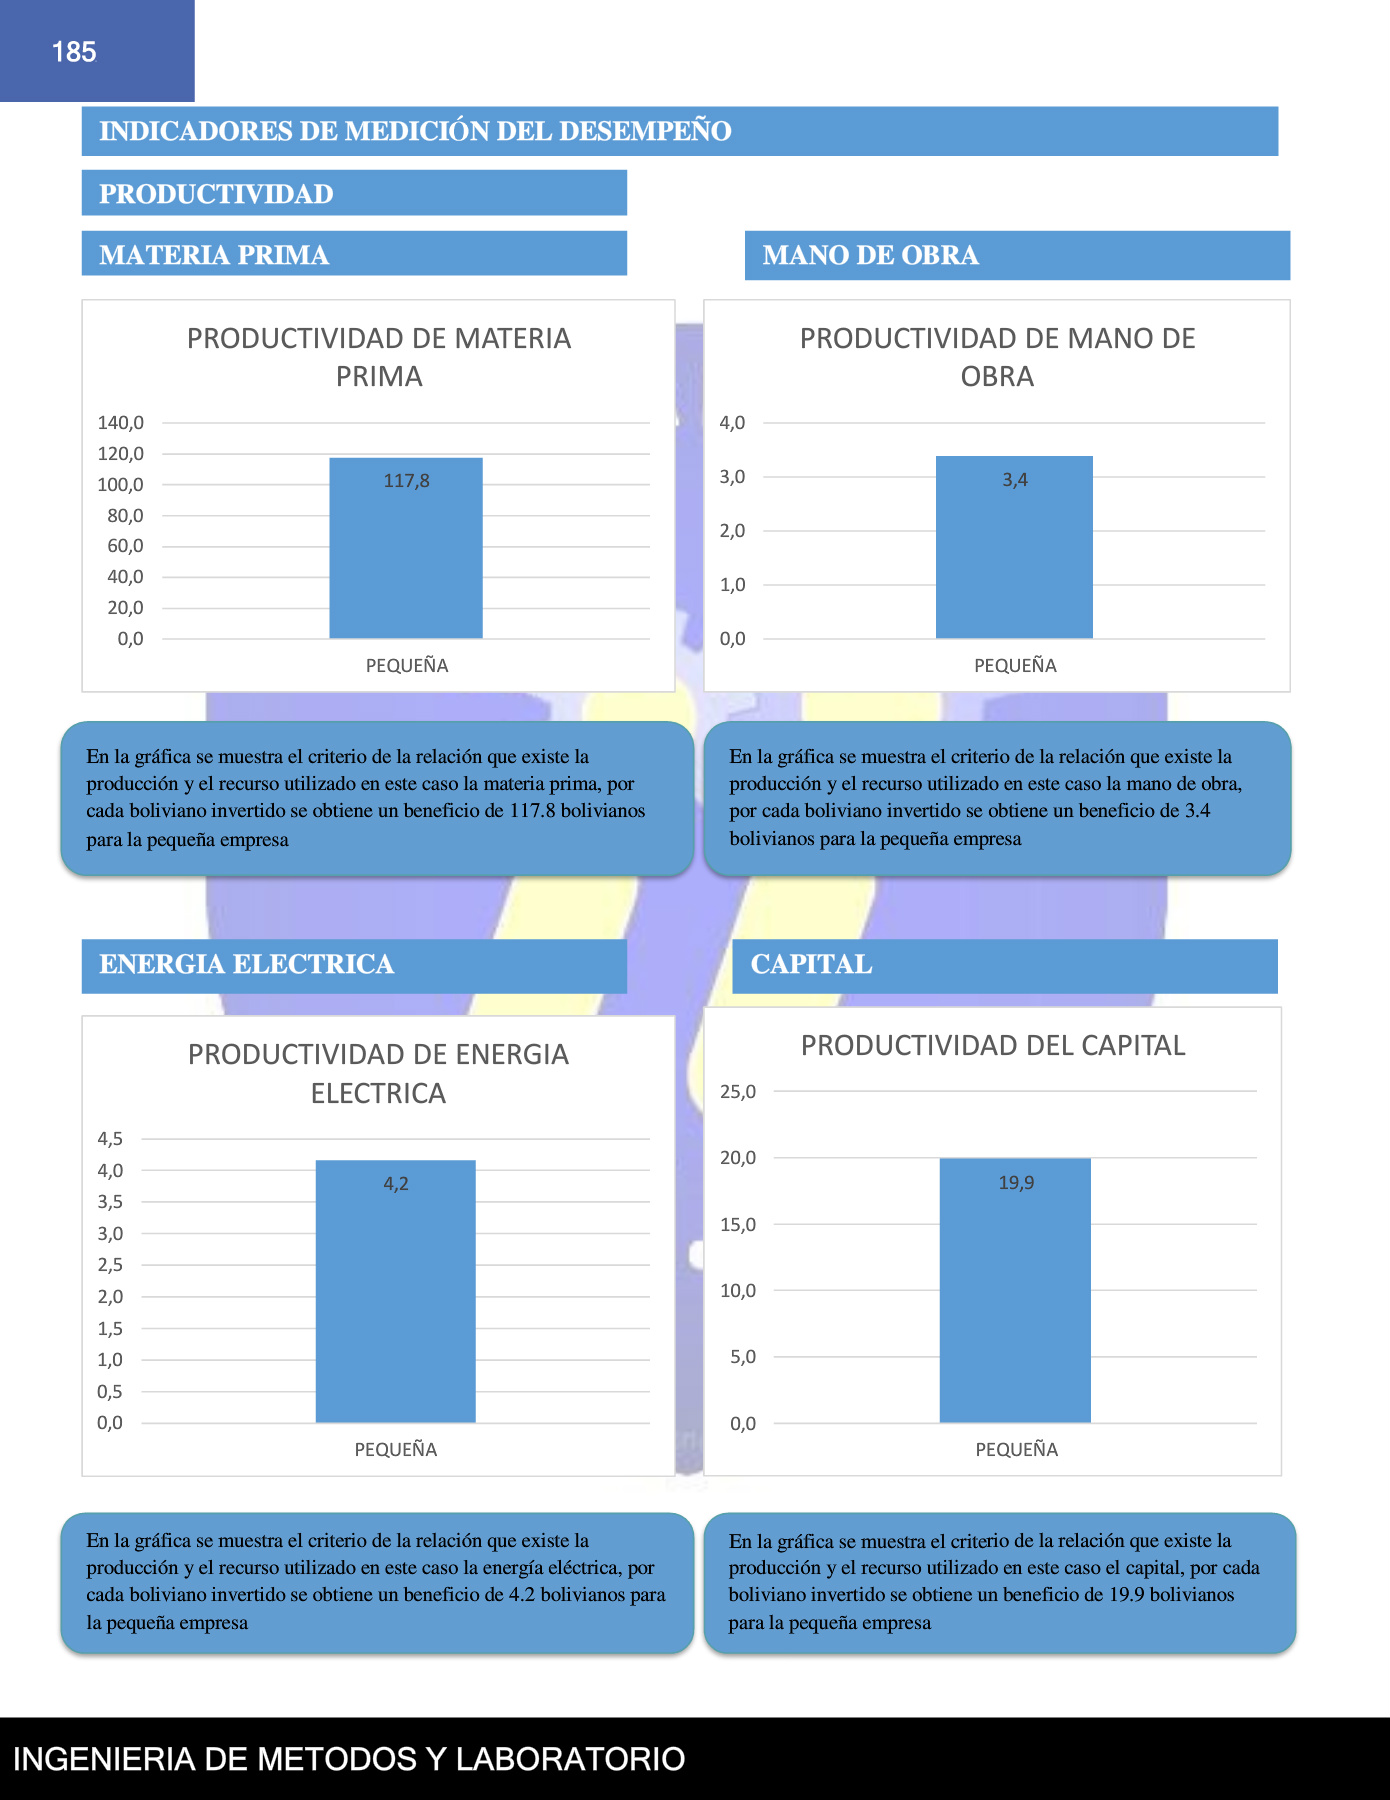 185
INDICADORES DE MEDICIÓN DEL DESEMPEÑO
PRODUCTIVIDAD
MATERIA PRIMA
MANO DE OBRA
PRODUCTIVIDAD DE MATERIA
PRIMA
140,0
120,0
100,0
80,0
60,0
40,0
20,0
0,0
117,8
PEQUEÑA
PRODUCTIVIDAD DE MANO DE
OBRA
4,0
3,0
2,0
1,0
0,0
3,4
PEQUEÑA
En la gráfica se muestra el criterio de la relación que existe la
producción y el recurso utilizado en este caso la materia prima, por
cada boliviano invertido se obtiene un beneficio de 117.8 bolivianos
para la pequeña empresa
En la gráfica se muestra el criterio de la relación que existe la
producción y el recurso utilizado en este caso la mano de obra,
por cada boliviano invertido se obtiene un beneficio de 3.4
bolivianos para la pequeña empresa
ENERGIA ELECTRICA
CAPITAL
PRODUCTIVIDAD DE ENERGIA
ELECTRICA
4,5
4,0
3,5
3,0
2,5
2,0
1,5
1,0
0,5
0,0
4,2
PEQUEÑA
PRODUCTIVIDAD DEL CAPITAL
25,0
20,0
15,0
10,0
5,0
0,0
19,9
PEQUEÑA
En la gráfica se muestra el criterio de la relación que existe la
producción y el recurso utilizado en este caso la energía eléctrica, por
cada boliviano invertido se obtiene un beneficio de 4.2 bolivianos para
la pequeña empresa
En la gráfica se muestra el criterio de la relación que existe la
producción y el recurso utilizado en este caso el capital, por cada
boliviano invertido se obtiene un beneficio de 19.9 bolivianos
para la pequeña empresa
INGENIERIA DE METODOS Y LABORATORIO